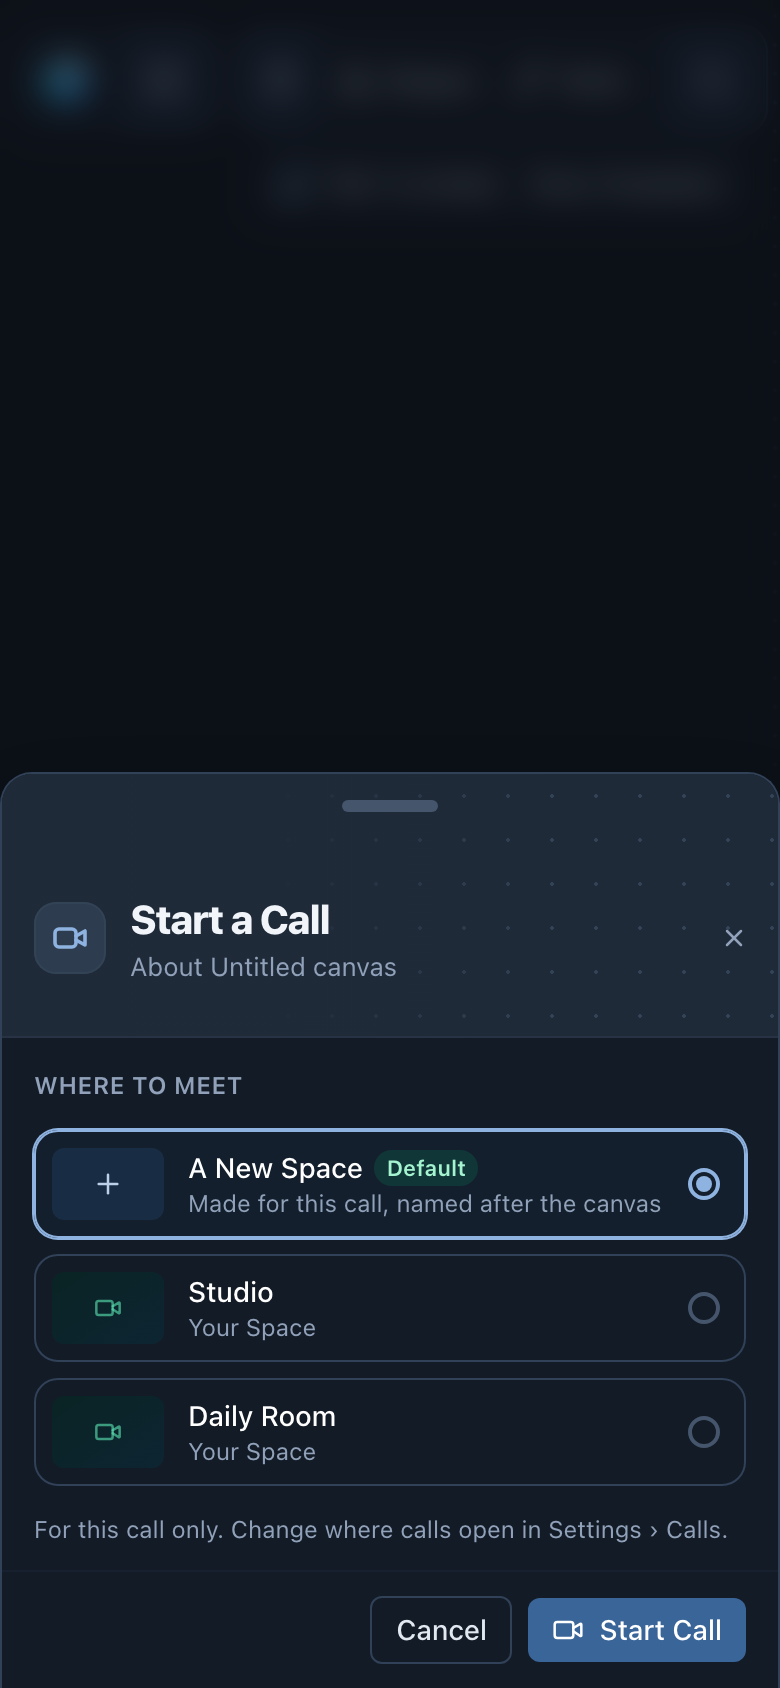 Start a Call
About Untitled canvas
WHERE TO MEET
A New Space Default
Made for this call, named after the canvas
Studio
Your Space
Daily Room
Your Space
For this call only. Change where calls open in Settings › Calls.
Cancel
Start Call